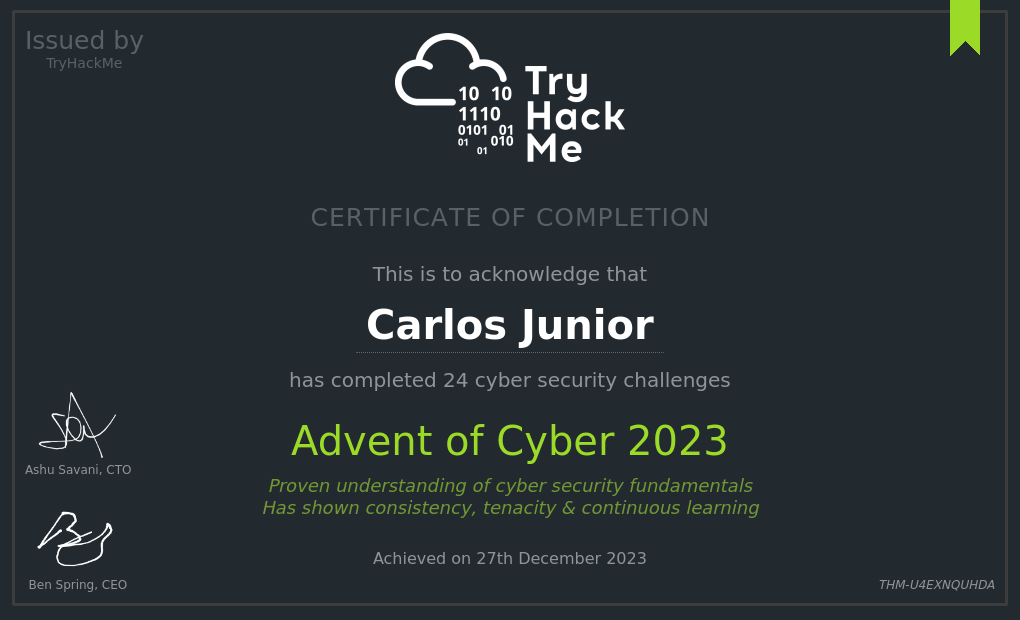 Issued by
TryHackMe
10 10
1110
0101 01
01 010
01
Try
Hack
Me
CERTIFICATE OF COMPLETION
This is to acknowledge that
Carlos Junior
has completed 24 cyber security challenges
Advent of Cyber 2023
Proven understanding of cyber security fundamentals
Has shown consistency, tenacity & continuous learning
Achieved on 27th December 2023
Ashu Savani, CTO
Ben Spring, CEO
THM-U4EXNQUHDA